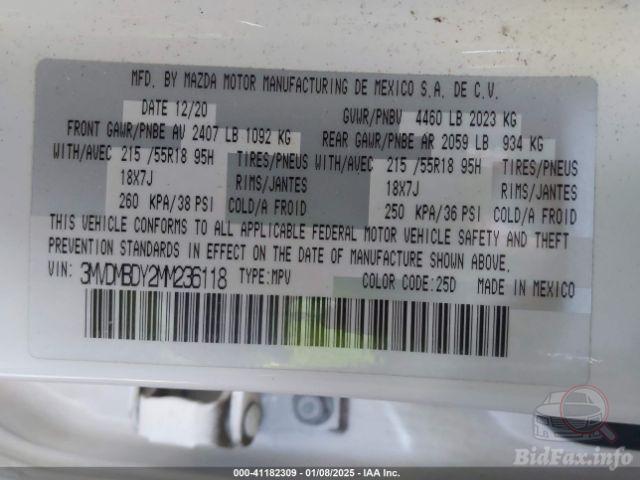 MFD. BY MAZDA MOTOR MANUFACTURING DE MEXICO S.A. DE C.V.
DATE 12/20 GVWR/PNBV 4460 LB 2023 KG
FRONT GAWR/PNBE AV 2407 LB 1092 KG REAR GAWR/PNBE AR 2059 LB 934 KG
WITH/AVEC 215 /55R18 95H TIRES/PNEUS WITH/AVEC 215 /55R18 95H TIRES/PNEUS
18X7J RIMS/JANTES 18X7J RIMS/JANTES
260 KPA/38 PSI COLD/A FROID 250 KPA/36 PSI COLD/A FROID
THIS VEHICLE CONFORMS TO ALL APPLICABLE FEDERAL MOTOR VEHICLE SAFETY AND THEFT
PREVENTION STANDARDS IN EFFECT ON THE DATE OF MANUFACTURE SHOWN ABOVE.
VIN: 3MVDMBDY2MM236118 TYPE:MPV COLOR CODE:25D MADE IN MEXICO
000-41182309 - 01/08/2025 - IAA Inc.
BidFax.info